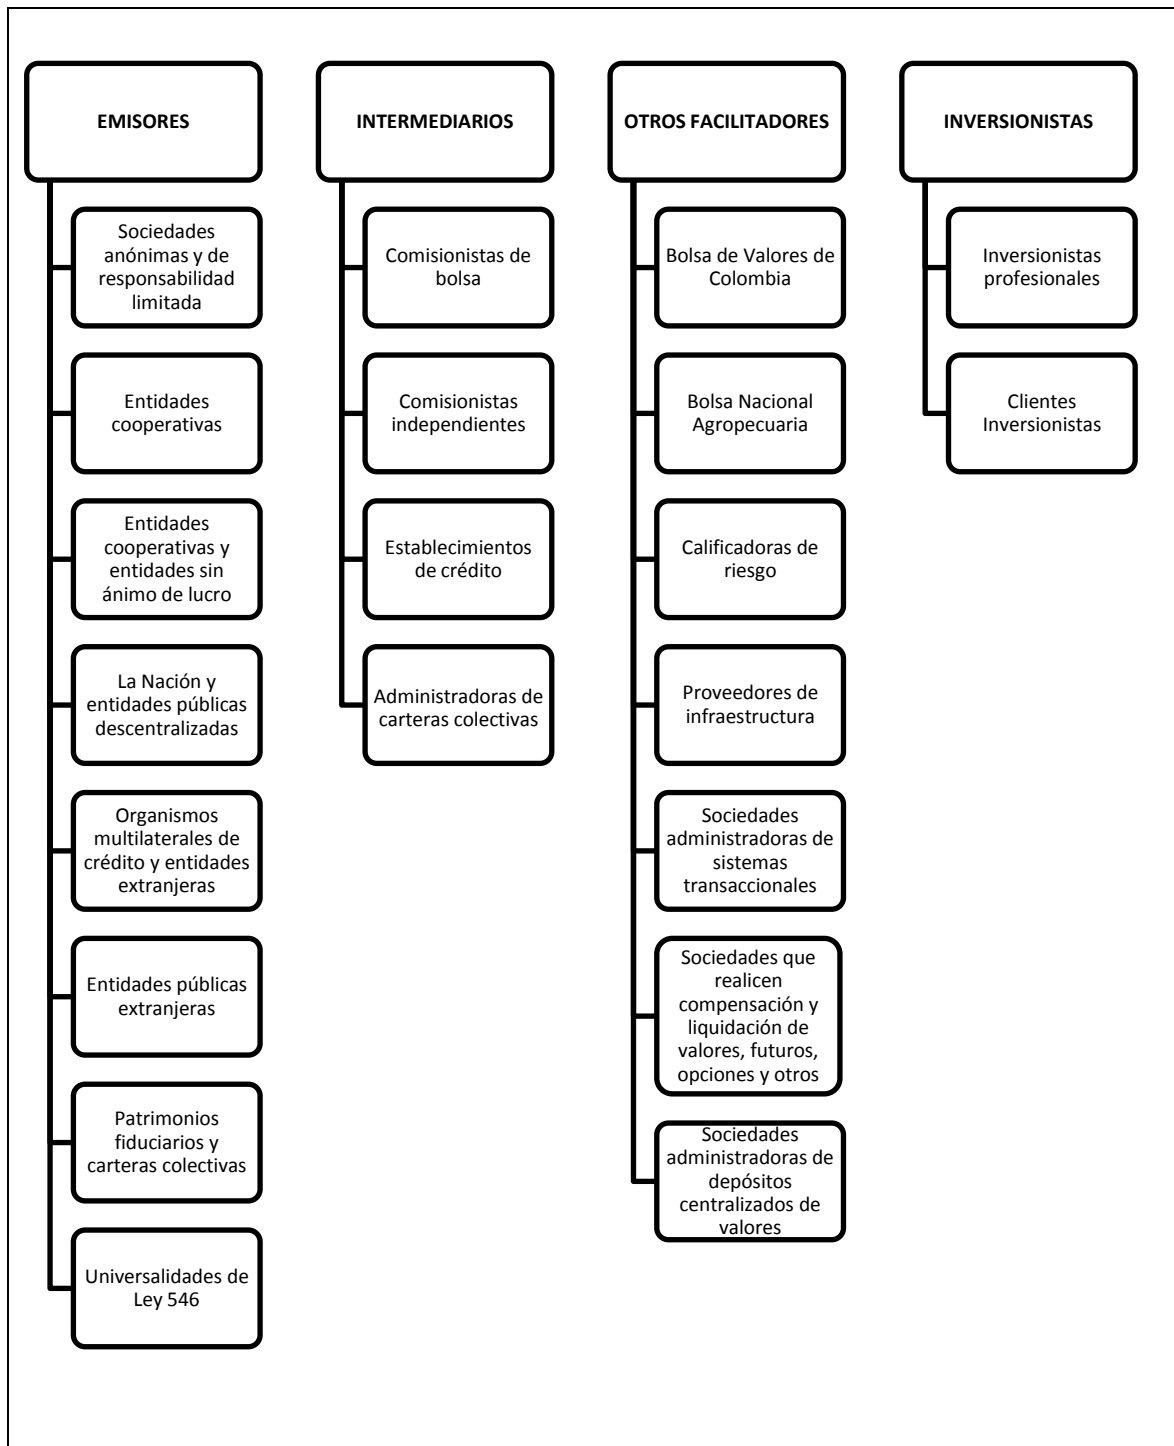 EMISORES
Sociedades
anónimas y de
responsabilidad
limitada
Entidades
cooperativas
Entidades
cooperativas y
entidades sin
ánimo de lucro
La Nación y
entidades públicas
descentralizadas
Organismos
multilaterales de
crédito y entidades
extranjeras
Entidades públicas
extranjeras
Patrimonios
fiduciarios y
carteras colectivas
Universalidades de
Ley 546
INTERMEDIARIOS
Comisionistas de
bolsa
Comisionistas
independientes
Establecimientos
de crédito
Administradoras de
carteras colectivas
OTROS FACILITADORES
Bolsa de Valores de
Colombia
Bolsa Nacional
Agropecuaria
Calificadoras de
riesgo
Proveedores de
infraestructura
Sociedades
administradoras de
sistemas
transaccionales
Sociedades que
realicen
compensación y
liquidación de
valores, futuros,
opciones y otros
Sociedades
administradoras de
depósitos
centralizados de
valores
INVERSIONISTAS
Inversionistas
profesionales
Clientes
Inversionistas